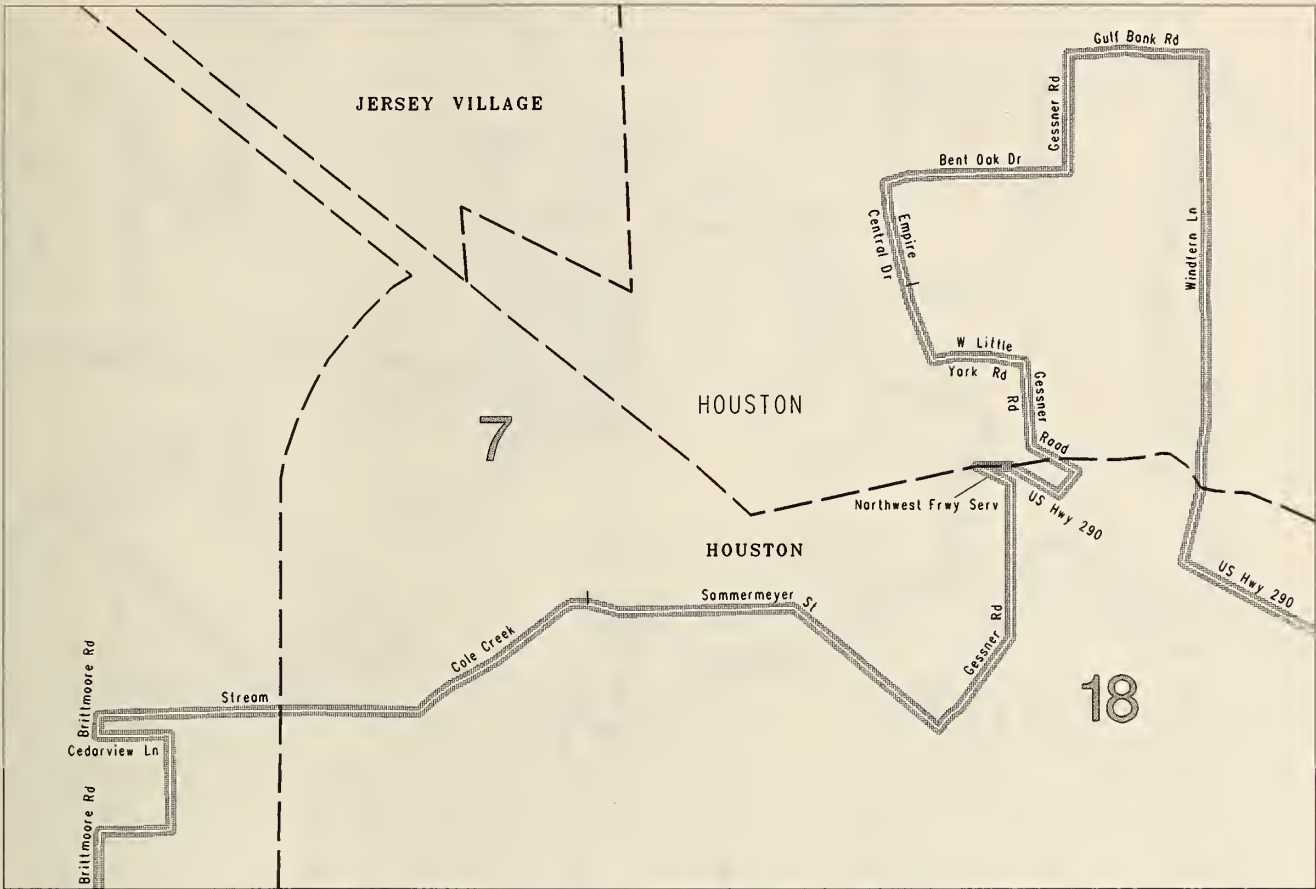 Gulf Bank Rd
JERSEY VILLAGE
Gessner Rd
Bent Oak Dr
Empire
Central Dr
Windfern Ln
W Little
York Rd
Gessner
Rd
HOUSTON
7
Road
Northwest Frwy Serv
US Hwy 290
HOUSTON
US Hwy 290
Sommermeyer St
Cole Creek
Gessner Rd
Brittmoore Rd
Stream
18
Cedarview Ln
Brittmoore Rd